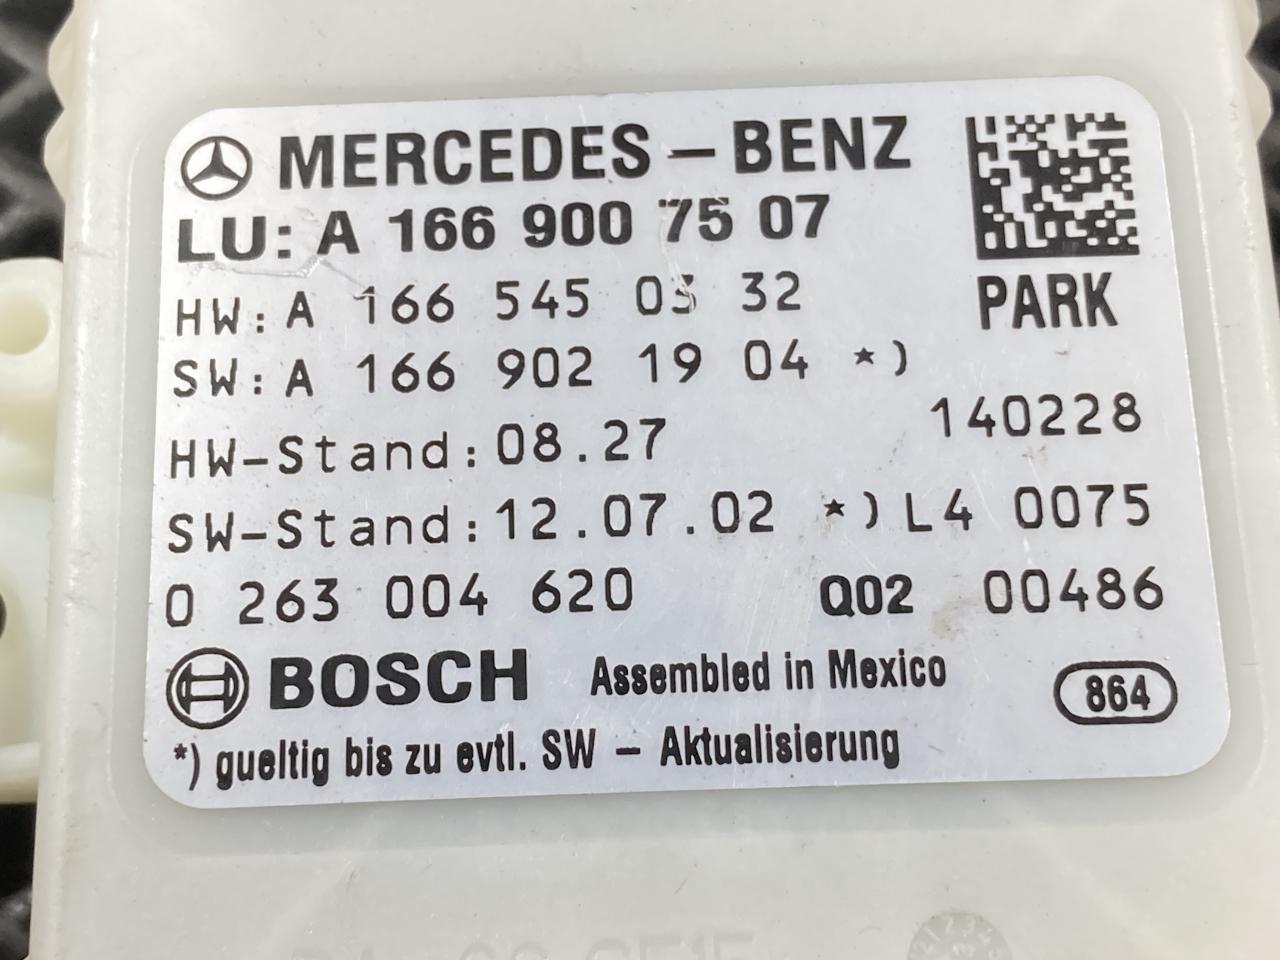 MERCEDES-BENZ
LU: A 166 900 75 07
HW: A 166 545 03 32
PARK
SW: A 166 902 19 04 *)
HW-Stand: 08.27
140228
SW-Stand: 12.07.02 *) L4 0075
0 263 004 620 Q02 00486
BOSCH Assembled in Mexico
864
*) gueltig bis zu evtl. SW - Aktualisierung